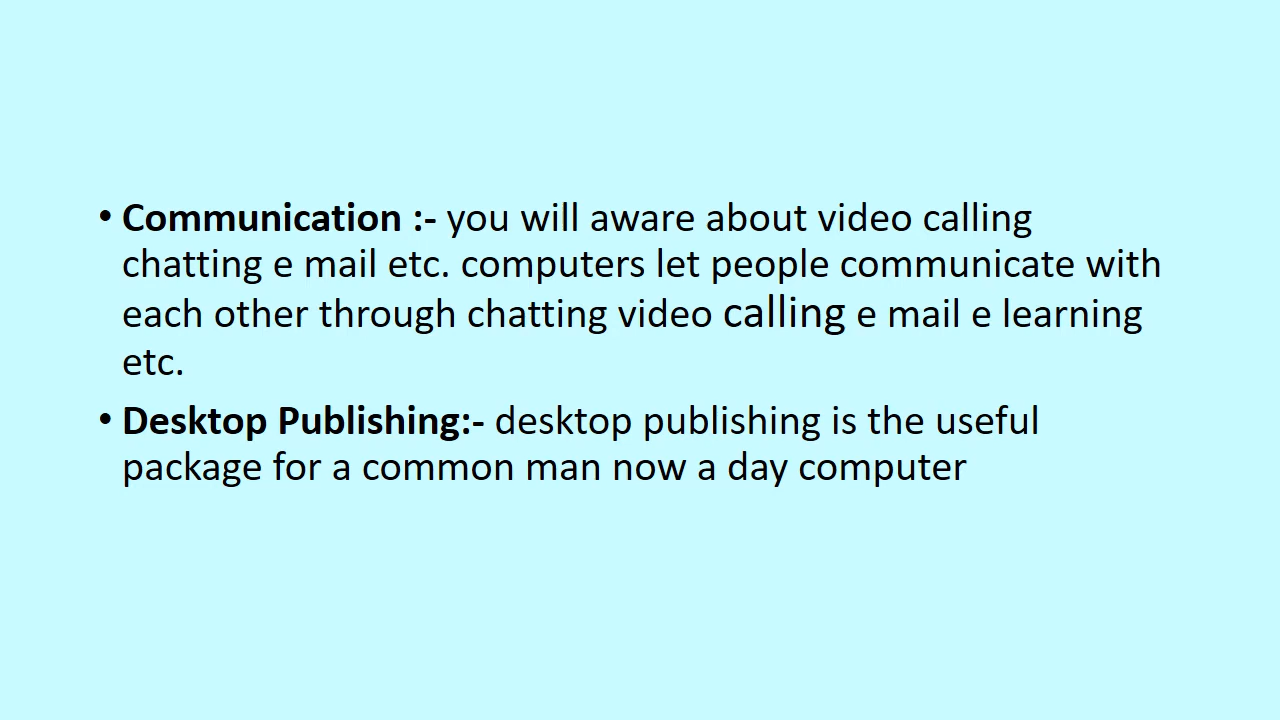 • Communication :- you will aware about video calling
chatting e mail etc. computers let people communicate with
each other through chatting video calling e mail e learning
etc.
• Desktop Publishing:- desktop publishing is the useful
package for a common man now a day computer